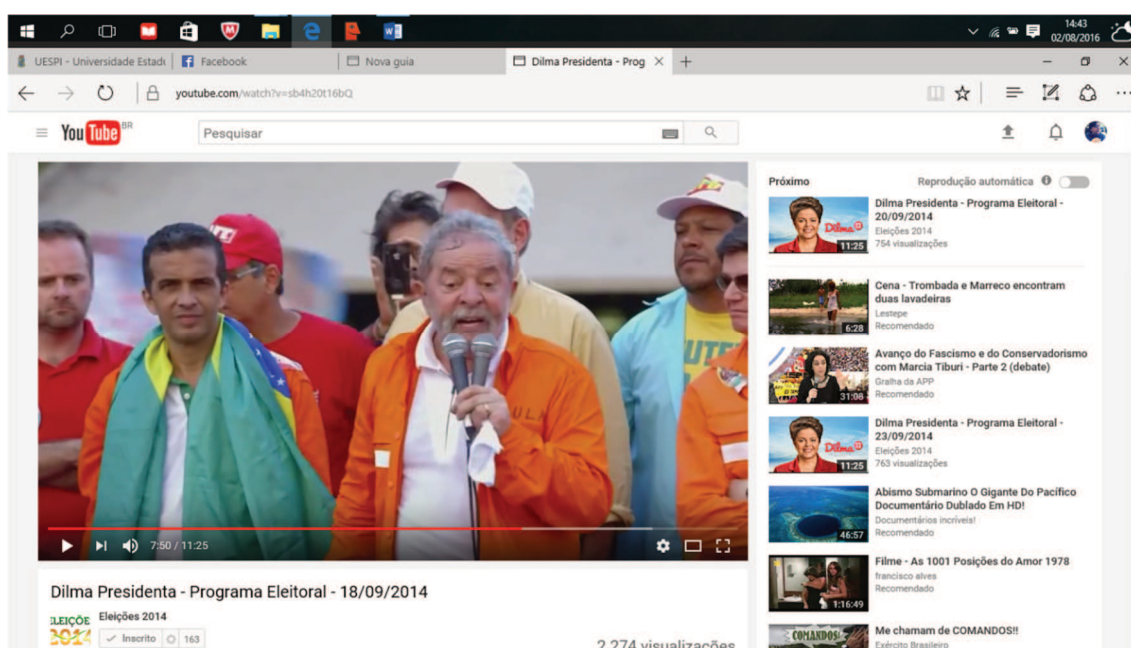 14:43
02/08/2016
UESPI - Universidade Estadu
Facebook
Nova guia
Dilma Presidenta - Prog
youtube.com/watch?v=sb4h20t16bQ
YouTube BR
Pesquisar
7:50 / 11:25
Dilma Presidenta - Programa Eleitoral - 18/09/2014
Eleições 2014
Inscrito 163
2.274 visualizações
Próximo
Reprodução automática
Dilma
11:25
Dilma Presidenta - Programa Eleitoral -
20/09/2014
Eleições 2014
754 visualizações
6:28
Cena - Trombada e Marreco encontram
duas lavadeiras
Lestepe
Recomendado
31:08
Avanço do Fascismo e do Conservadorismo
com Marcia Tiburi - Parte 2 (debate)
Gralha da APP
Recomendado
Dilma
11:25
Dilma Presidenta - Programa Eleitoral -
23/09/2014
Eleições 2014
763 visualizações
46:57
Abismo Submarino O Gigante Do Pacífico
Documentário Dublado Em HD!
Documentários incríveis!
Recomendado
1:16:49
Filme - As 1001 Posições do Amor 1978
francisco alves
Recomendado
COMANDOS!
Me chamam de COMANDOS!!
Exército Brasileiro